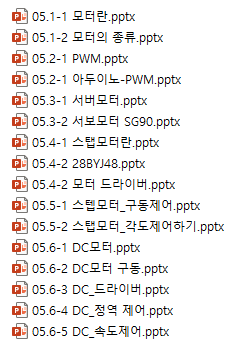 05.1-1 모터란.pptx
05.1-2 모터의 종류.pptx
05.2-1 PWM.pptx
05.2-1 아두이노-PWM.pptx
05.3-1 서버모터.pptx
05.3-2 서보모터 SG90.pptx
05.4-1 스탭모터란.pptx
05.4-2 28BYJ48.pptx
05.4-2 모터 드라이버.pptx
05.5-1 스텝모터_구동제어.pptx
05.5-2 스탭모터_각도제어하기.pptx
05.6-1 DC모터.pptx
05.6-2 DC모터 구동.pptx
05.6-3 DC_드라이버.pptx
05.6-4 DC_정역 제어.pptx
05.6-5 DC_속도제어.pptx